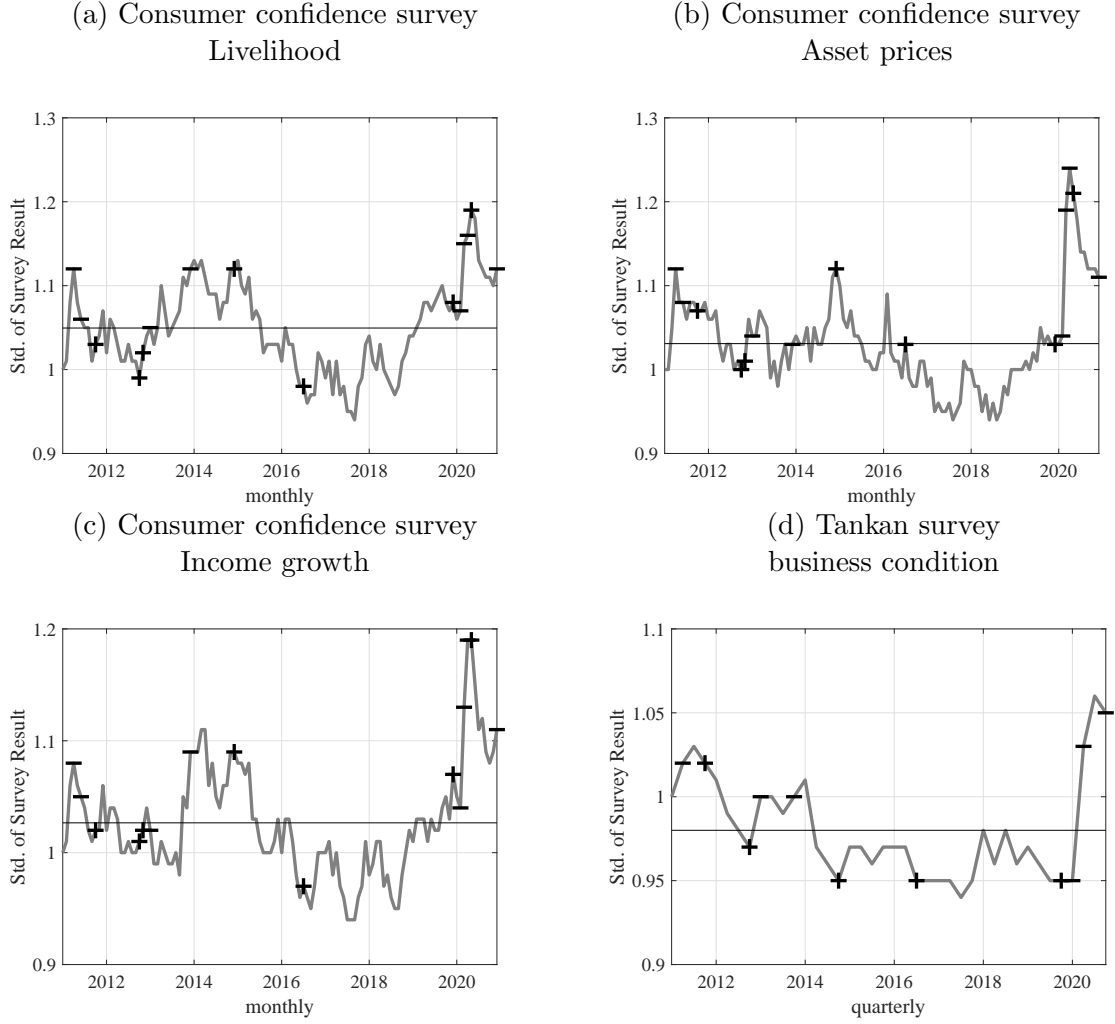 (a) Consumer confidence survey
Livelihood
1.3
1.2
1.1
1
0.9
Std. of Survey Result
2012 2014 2016 2018 2020
monthly
(b) Consumer confidence survey
Asset prices
1.3
1.2
1.1
1
0.9
Std. of Survey Result
2012 2014 2016 2018 2020
monthly
(c) Consumer confidence survey
Income growth
1.2
1.1
1
0.9
Std. of Survey Result
2012 2014 2016 2018 2020
monthly
(d) Tankan survey
business condition
1.1
1.05
1
0.95
0.9
Std. of Survey Result
2012 2014 2016 2018 2020
quarterly